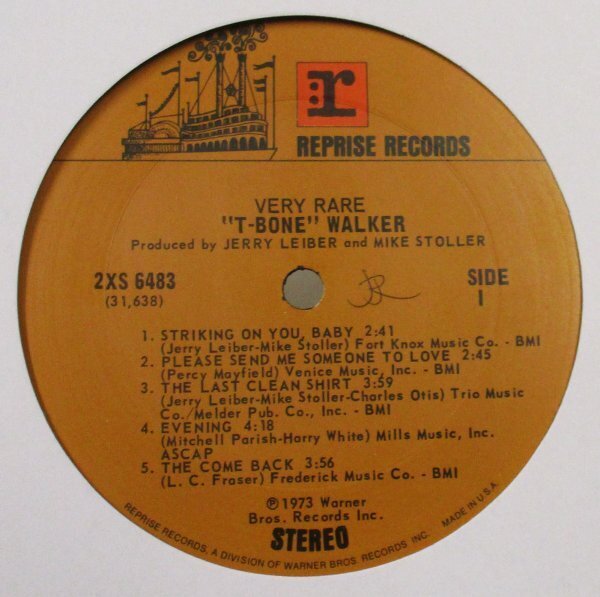 r
REPRISE RECORDS
VERY RARE
"T-BONE" WALKER
Produced by JERRY LEIBER and MIKE STOLLER
2XS 6483
(31,638)
SIDE
1
1. STRIKING ON YOU, BABY 2:41
(Jerry Leiber-Mike Stoller) Fort Knox Music Co. - BMI
2. PLEASE SEND ME SOMEONE TO LOVE 2:45
(Percy Mayfield) Venice Music, Inc. - BMI
3. THE LAST CLEAN SHIRT 3:59
(Jerry Leiber-Mike Stoller-Charles Otis) Trio Music
Co./Melder Pub. Co., Inc. - BMI
4. EVENING 4:18
(Mitchell Parish-Harry White) Mills Music, Inc.
ASCAP
5. THE COME BACK 3:56
(L. C. Fraser) Frederick Music Co. - BMI
℗ 1973 Warner
Bros. Records Inc.
STEREO
REPRISE RECORDS, A DIVISION OF WARNER BROS. RECORDS INC. MADE IN U.S.A.